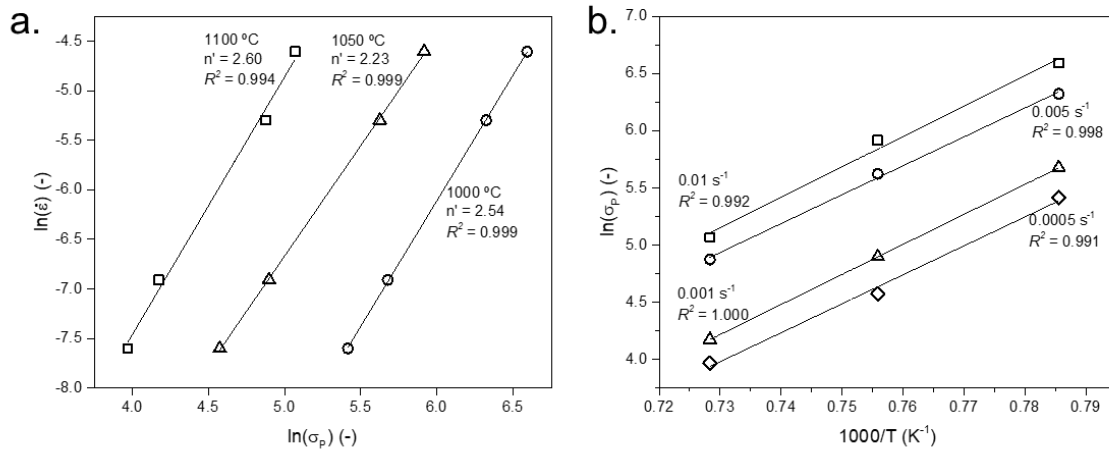 a.
-4.5
-5.0
-5.5
-6.0
-6.5
-7.0
-7.5
-8.0
ln(ε̇) (-)
1100 ºC
n' = 2.60
R² = 0.994
1050 ºC
n' = 2.23
R² = 0.999
1000 ºC
n' = 2.54
R² = 0.999
4.0 4.5 5.0 5.5 6.0 6.5
ln(σₚ) (-)
b.
7.0
6.5
6.0
5.5
5.0
4.5
4.0
ln(σₚ) (-)
0.005 s⁻¹
R² = 0.998
0.01 s⁻¹
R² = 0.992
0.0005 s⁻¹
R² = 0.991
0.001 s⁻¹
R² = 1.000
0.72 0.73 0.74 0.75 0.76 0.77 0.78 0.79
1000/T (K⁻¹)